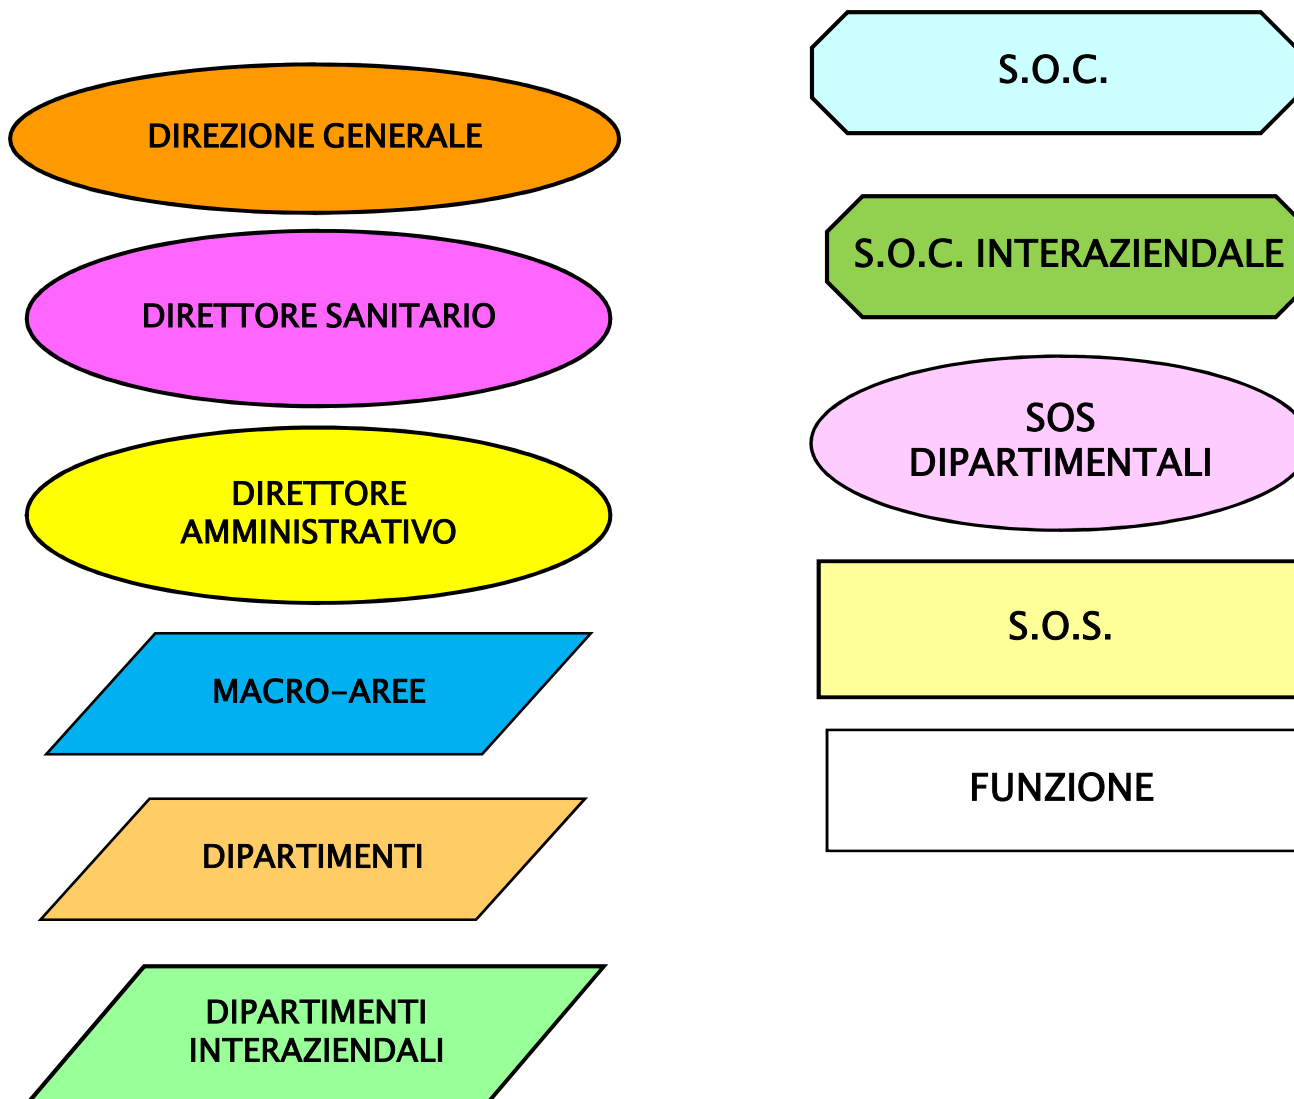 DIREZIONE GENERALE
DIRETTORE SANITARIO
DIRETTORE
AMMINISTRATIVO
MACRO-AREE
DIPARTIMENTI
DIPARTIMENTI
INTERAZIENDALI
S.O.C.
S.O.C. INTERAZIENDALE
SOS
DIPARTIMENTALI
S.O.S.
FUNZIONE